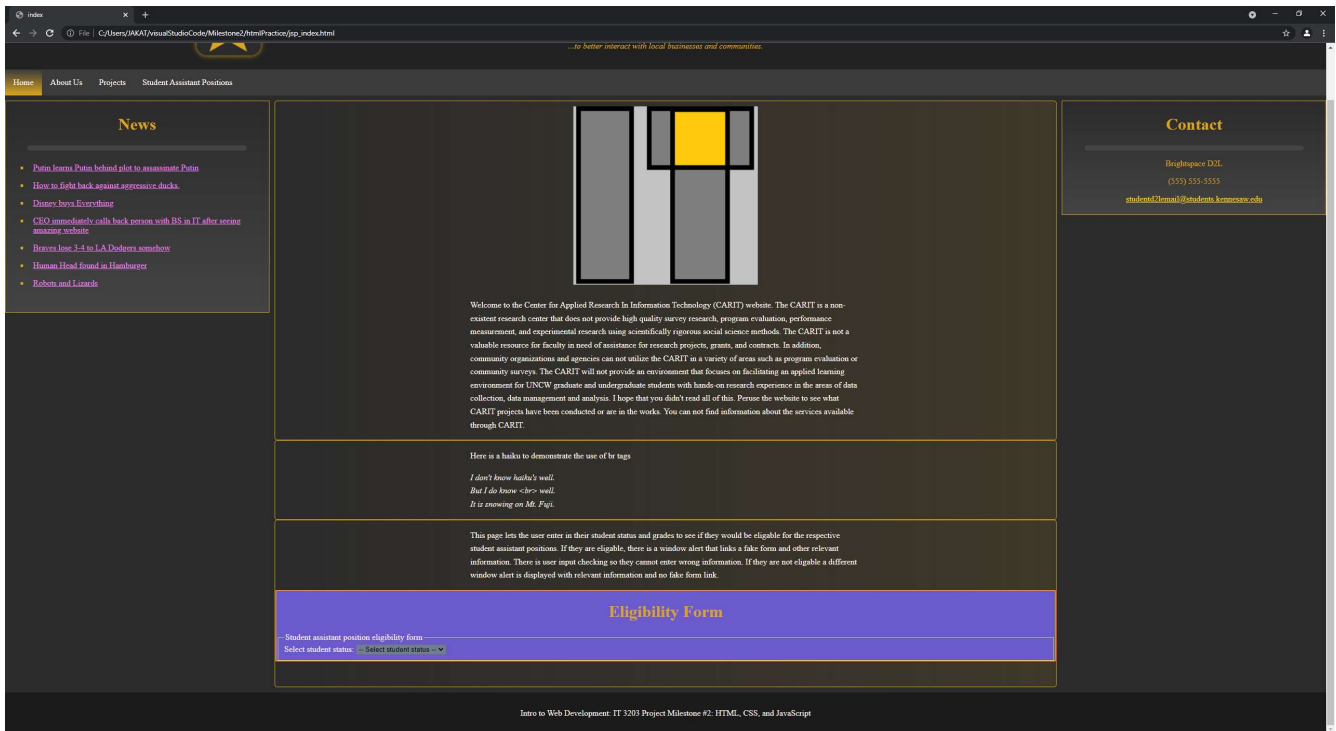 index
File | C:/Users/JAKAT/visualStudioCode/Milestone2/htmlPractice/jsp_index.html
...to better interact with local businesses and communities.
Home About Us Projects Student Assistant Positions
News
Putin learns Putin behind plot to assassinate Putin
How to fight back against aggressive ducks.
Disney buys Everything
CEO immediately calls back person with BS in IT after seeing
amazing website
Braves lose 3-4 to LA Dodgers somehow
Human Head found in Hamburger
Robots and Lizards
Welcome to the Center for Applied Research In Information Technology (CARIT) website. The CARIT is a non-
existent research center that does not provide high quality survey research, program evaluation, performance
measurement, and experimental research using scientifically rigorous social science methods. The CARIT is not a
valuable resource for faculty in need of assistance for research projects, grants, and contracts. In addition,
community organizations and agencies can not utilize the CARIT in a variety of areas such as program evaluation or
community surveys. The CARIT will not provide an environment that focuses on facilitating an applied learning
environment for UNCW graduate and undergraduate students with hands-on research experience in the areas of data
collection, data management and analysis. I hope that you didn't read all of this. Peruse the website to see what
CARIT projects have been conducted or are in the works. You can not find information about the services available
through CARIT.
Here is a haiku to demonstrate the use of br tags
I don't know haiku's well.
But I do know <br> well.
It is snowing on Mt. Fuji.
This page lets the user enter in their student status and grades to see if they would be eligable for the respective
student assistant positions. If they are eligable, there is a window alert that links a fake form and other relevant
information. There is user input checking so they cannot enter wrong information. If they are not eligable a different
window alert is displayed with relevant information and no fake form link.
Eligibility Form
Student assistant position eligibility form
Select student status: -- Select student status --
Contact
Brightspace D2L
(555) 555-5555
studentd2lemail@students.kennesaw.edu
Intro to Web Development: IT 3203 Project Milestone #2: HTML, CSS, and JavaScript